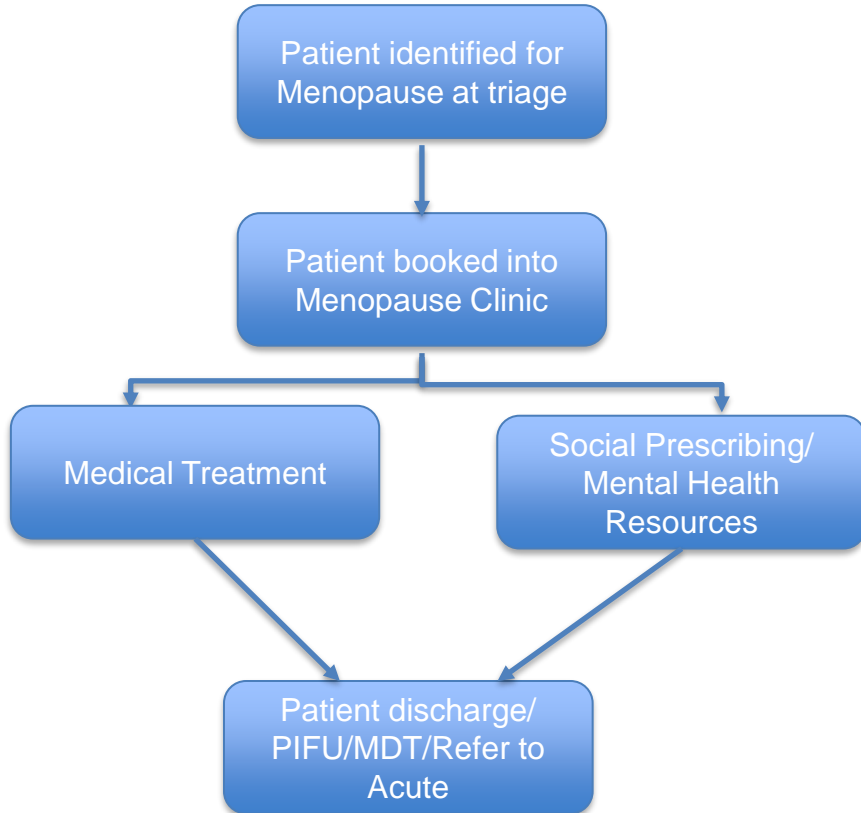 Patient identified for
Menopause at triage
Patient booked into
Menopause Clinic
Medical Treatment
Social Prescribing/
Mental Health
Resources
Patient discharge/
PIFU/MDT/Refer to
Acute